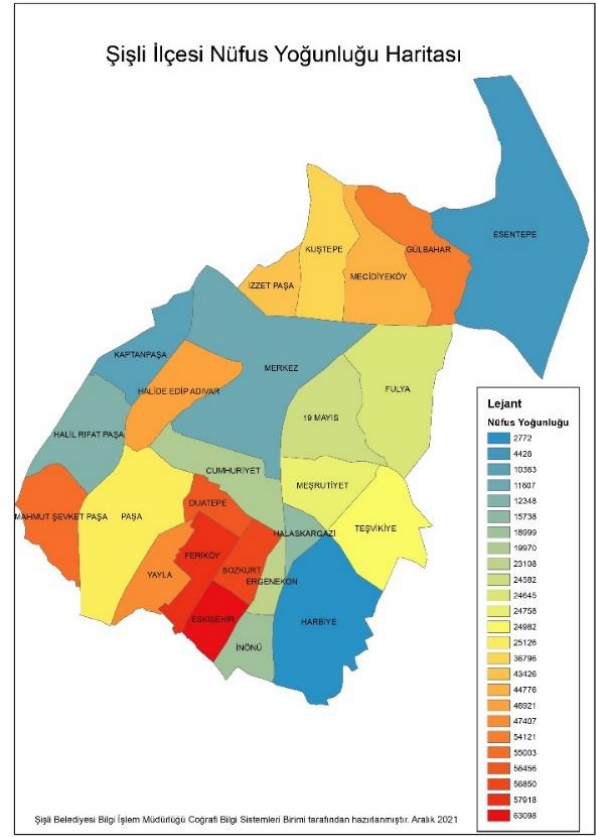 Şişli İlçesi Nüfus Yoğunluğu Haritası
ESENTEPE
GÜLBAHAR
KUŞTEPE
MECİDİYEKÖY
İZZET PAŞA
KAPTANPAŞA
MERKEZ
HALİDE EDİP ADIVAR
FULYA
19 MAYIS
HALİL RIFAT PAŞA
CUMHURİYET
MEŞRUTİYET
MAHMUT ŞEVKET PAŞA
PAŞA
DUATEPE
TEŞVİKİYE
HALASKARGAZİ
FERİKÖY
YAYLA
BOZKURT
ERGENEKON
ESKİŞEHİR
HARBİYE
İNÖNÜ
Lejant
Nüfus Yoğunluğu
2772
4428
10363
11607
12348
15738
18999
19970
23108
24582
24645
24758
24982
25126
36796
43426
44776
46921
47407
54121
55003
56456
56850
57918
63098
Şişli Belediyesi Bilgi İşlem Müdürlüğü Coğrafi Bilgi Sistemleri Birimi tarafından hazırlanmıştır. Aralık 2021